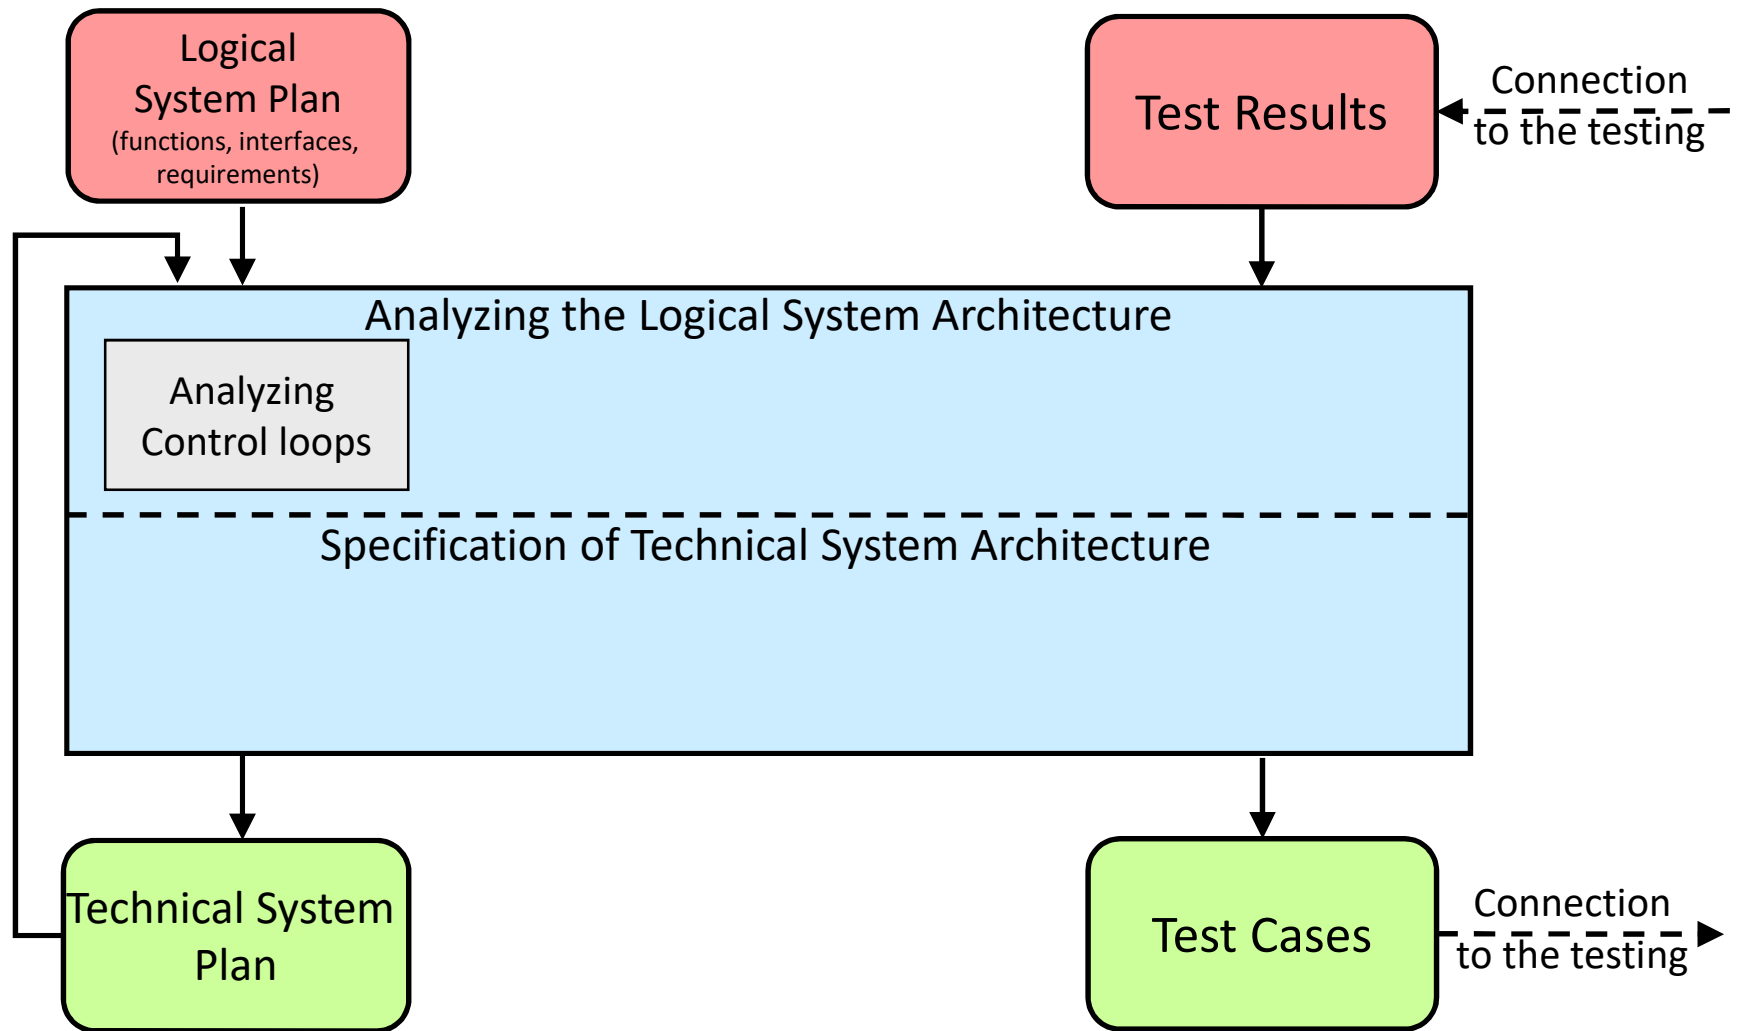 Logical
System Plan
(functions, interfaces,
requirements)
Test Results
Connection
to the testing
Analyzing the Logical System Architecture
Analyzing
Control loops
Specification of Technical System Architecture
Technical System
Plan
Test Cases
Connection
to the testing